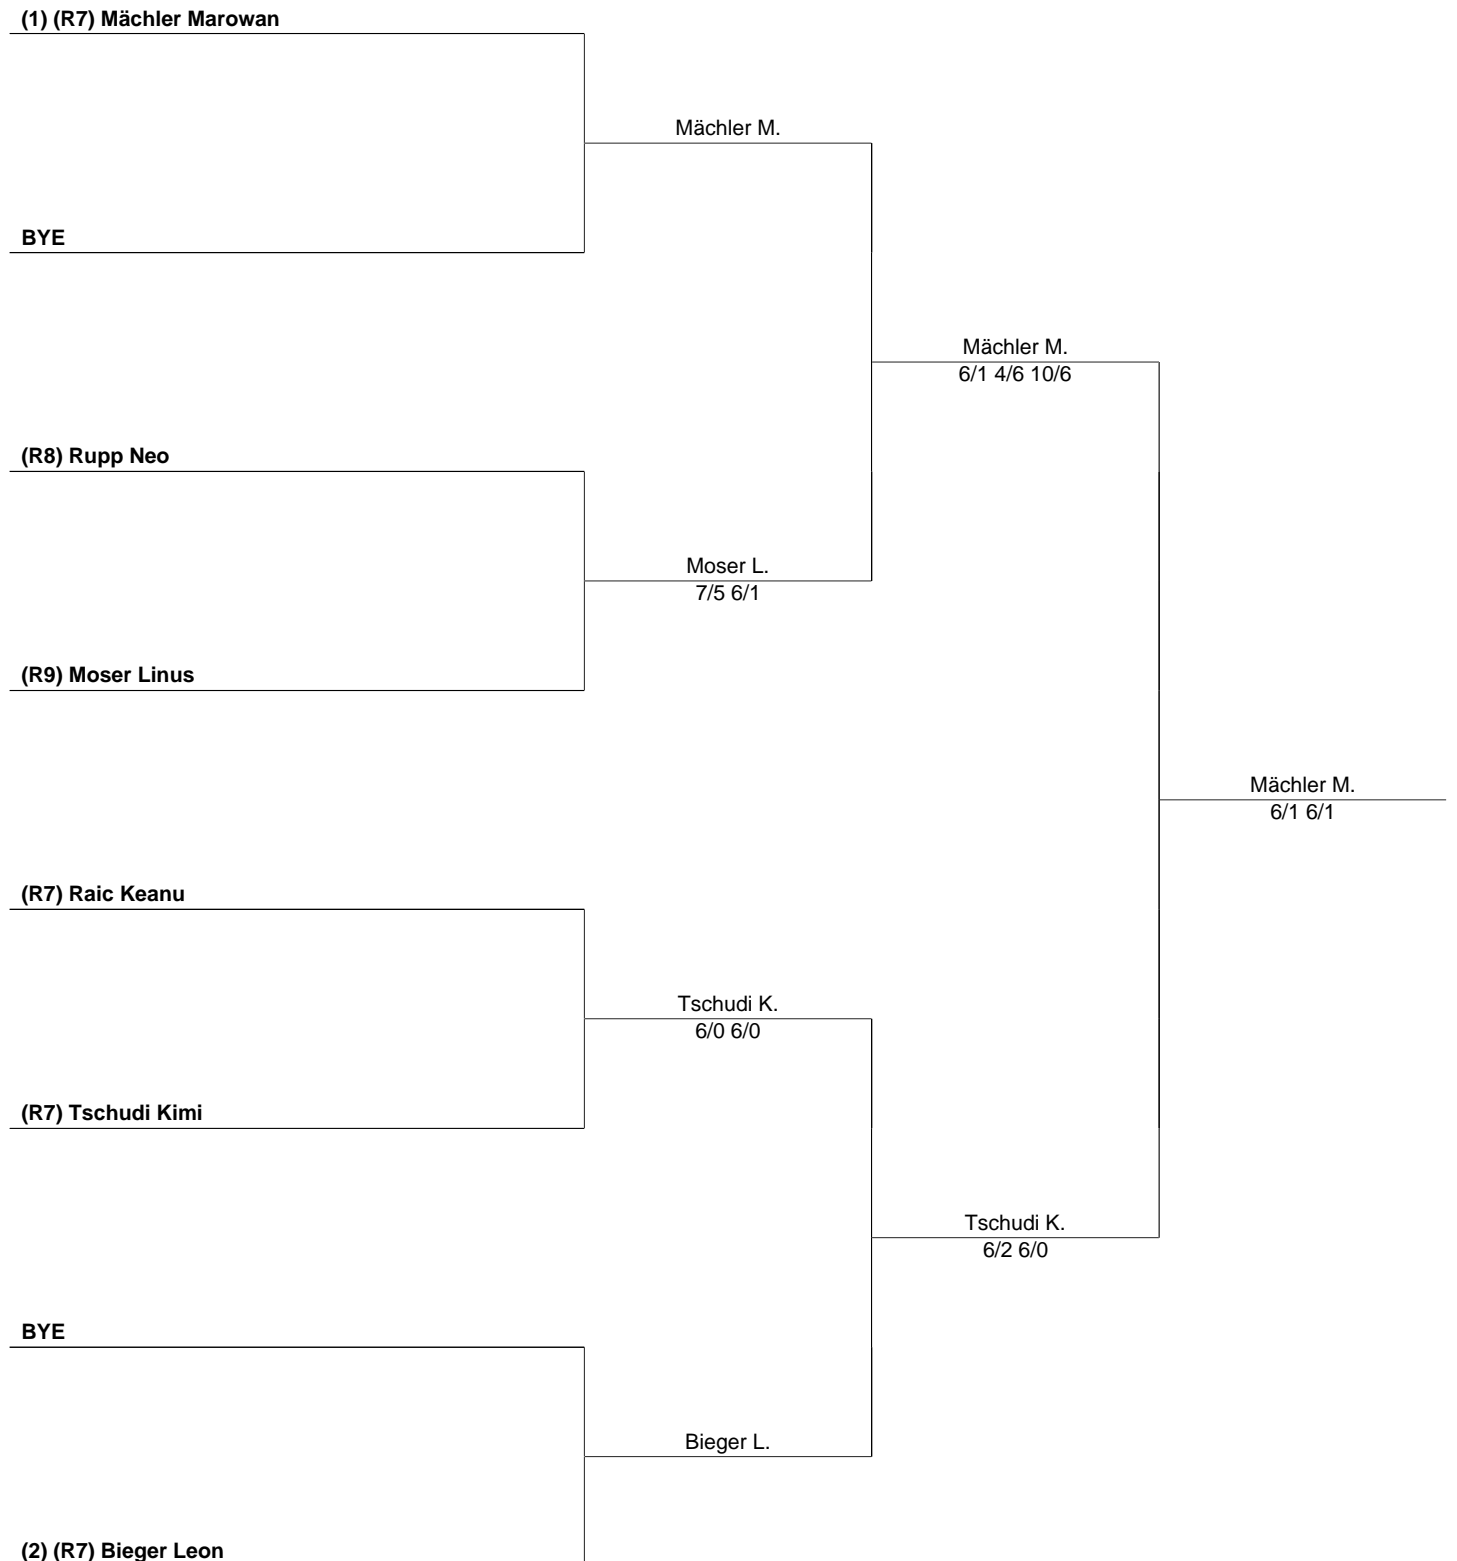 (1) (R7) Mächler Marowan
Mächler M.
BYE
Mächler M.
6/1 4/6 10/6
(R8) Rupp Neo
Moser L.
7/5 6/1
(R9) Moser Linus
Mächler M.
6/1 6/1
(R7) Raic Keanu
Tschudi K.
6/0 6/0
(R7) Tschudi Kimi
Tschudi K.
6/2 6/0
BYE
Bieger L.
(2) (R7) Bieger Leon